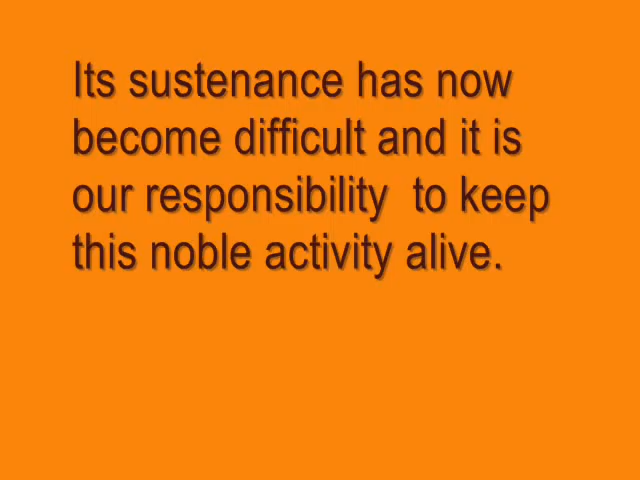 Its sustenance has now
become difficult and it is
our responsibility  to keep
this noble activity alive.